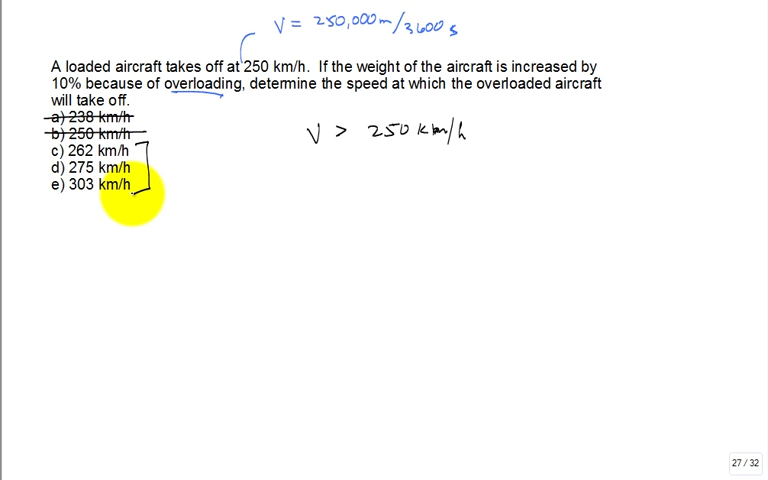 V = 250,000m/3600s
A loaded aircraft takes off at 250 km/h.  If the weight of the aircraft is increased by
10% because of overloading, determine the speed at which the overloaded aircraft
will take off.
a) 238 km/h
b) 250 km/h
V > 250 km/h
c) 262 km/h
d) 275 km/h
e) 303 km/h
27 / 32